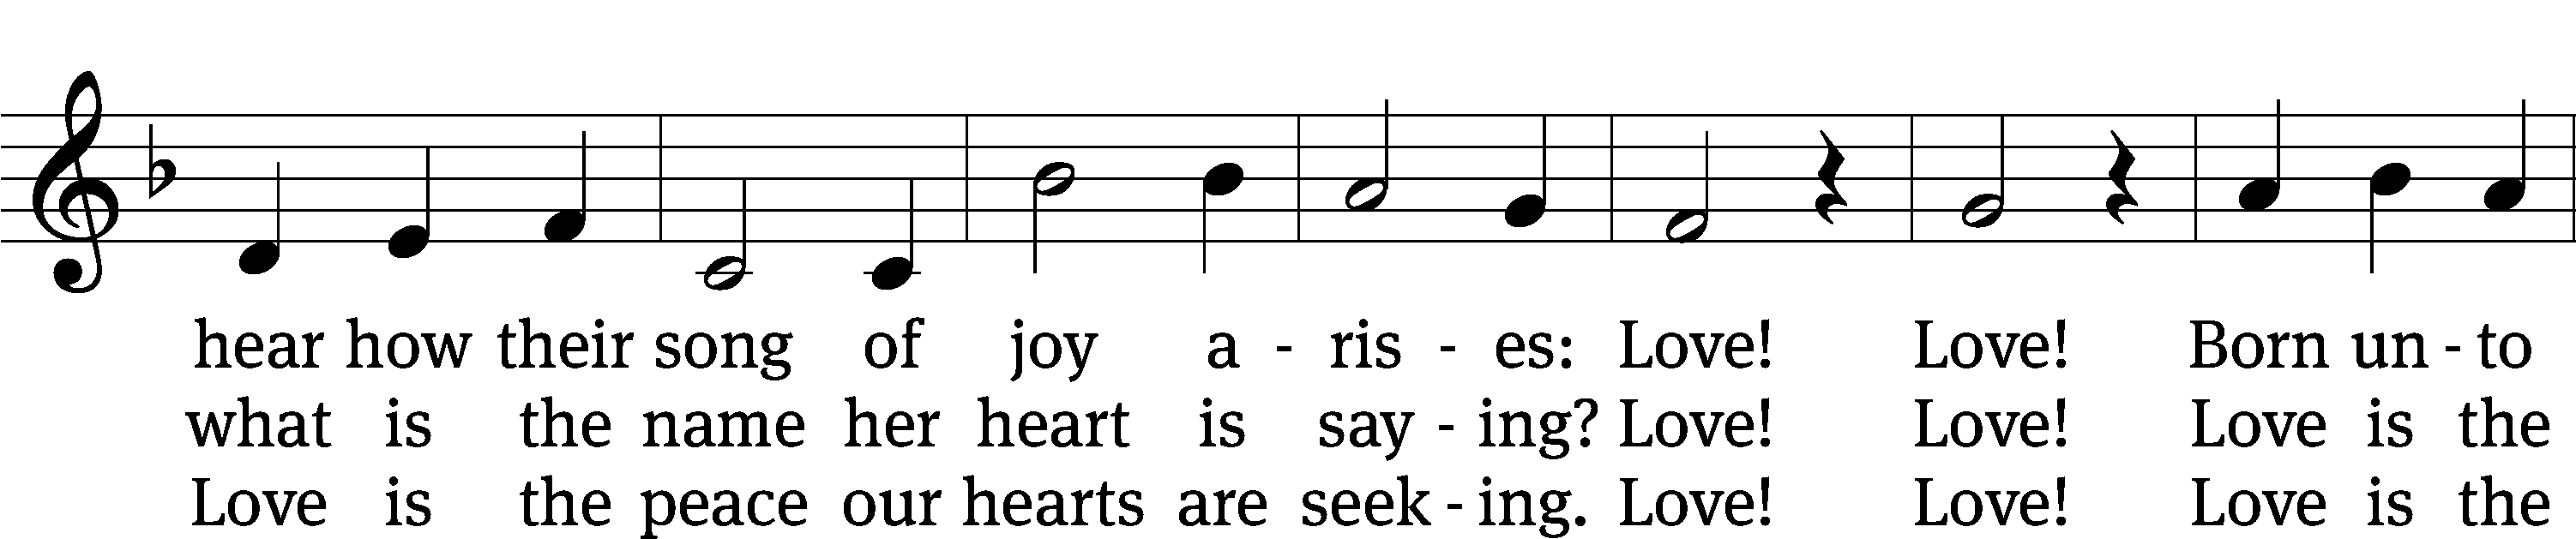 hear how their song of joy a - ris - es: Love! Love! Born un - to
what is the name her heart is say - ing? Love! Love! Love is the
Love is the peace our hearts are seek - ing. Love! Love! Love is the